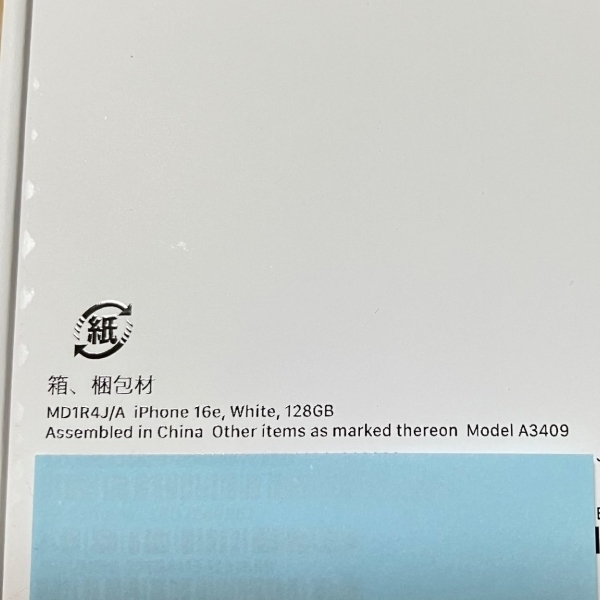 紙
箱、梱包材
MD1R4J/A iPhone 16e, White, 128GB
Assembled in China Other items as marked thereon Model A3409